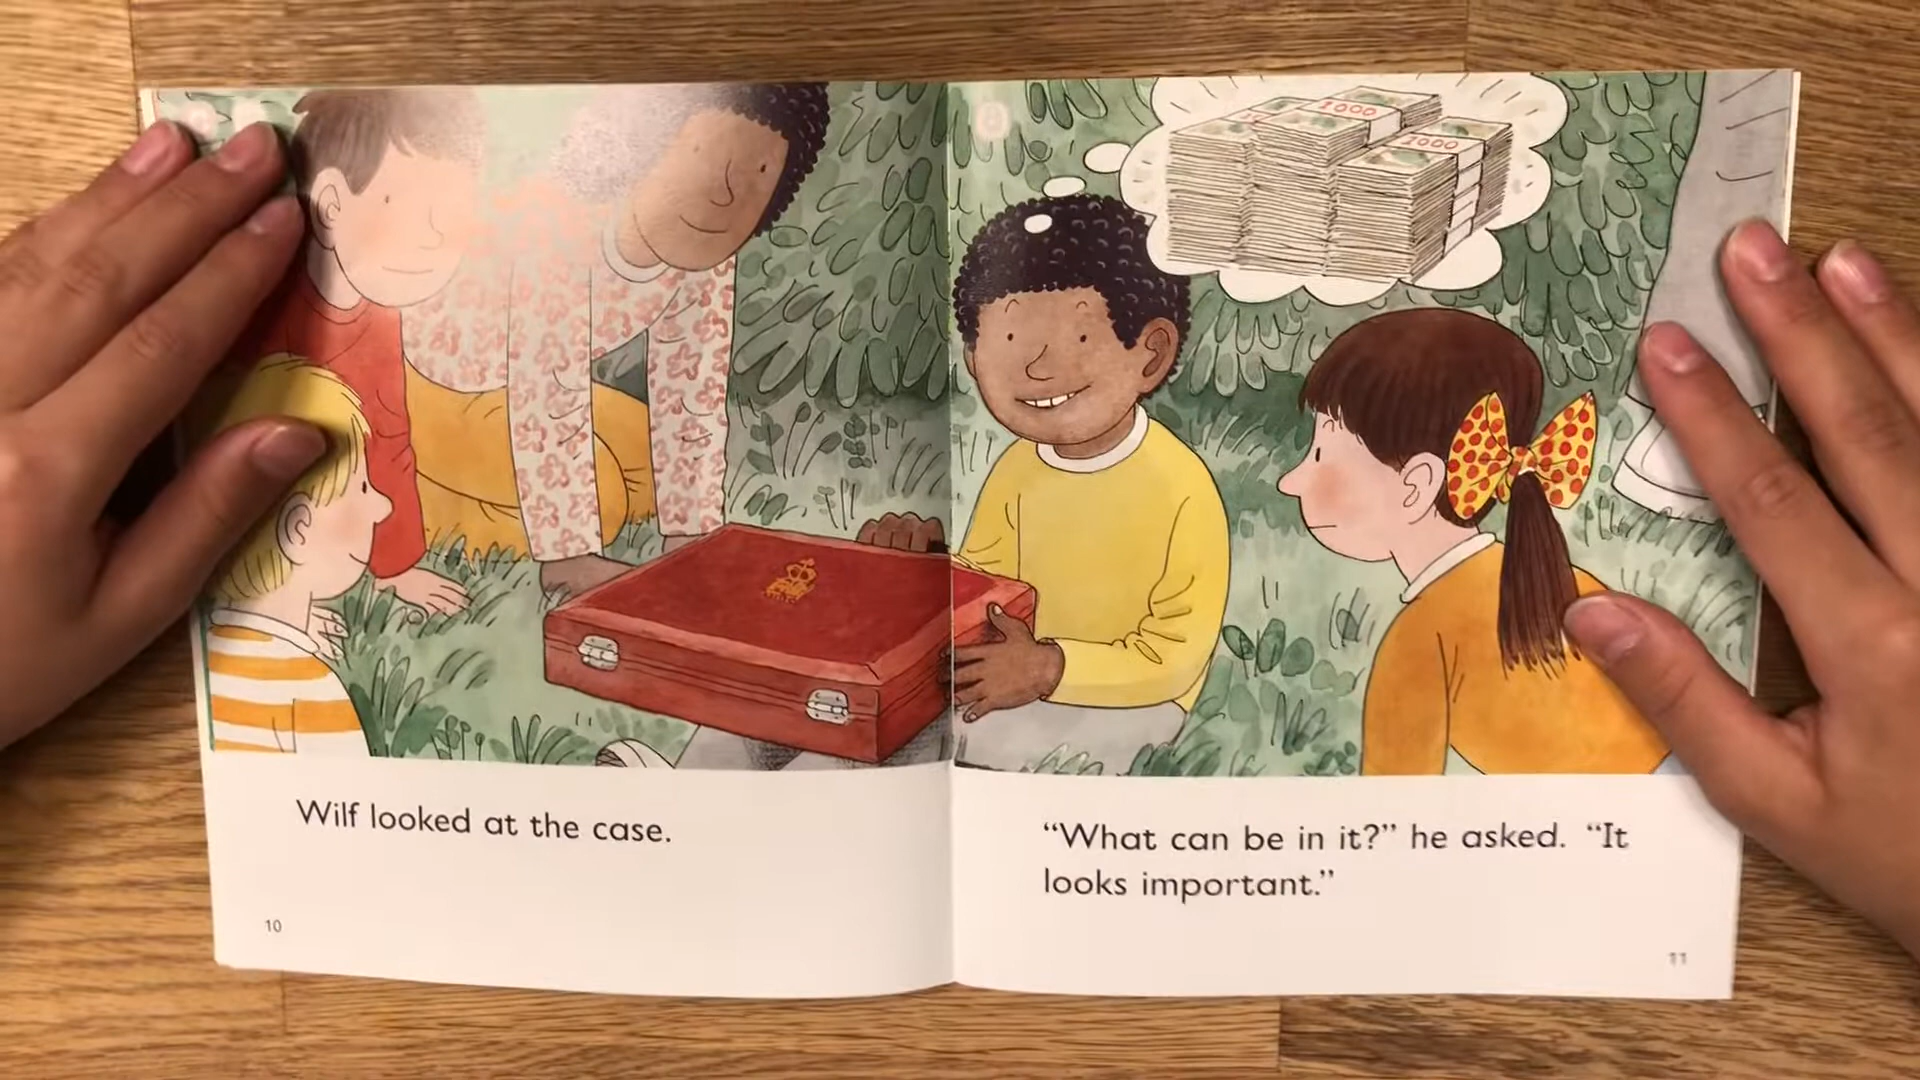 1000
1000
Wilf looked at the case.
10
“What can be in it?” he asked. “It
looks important.”
11